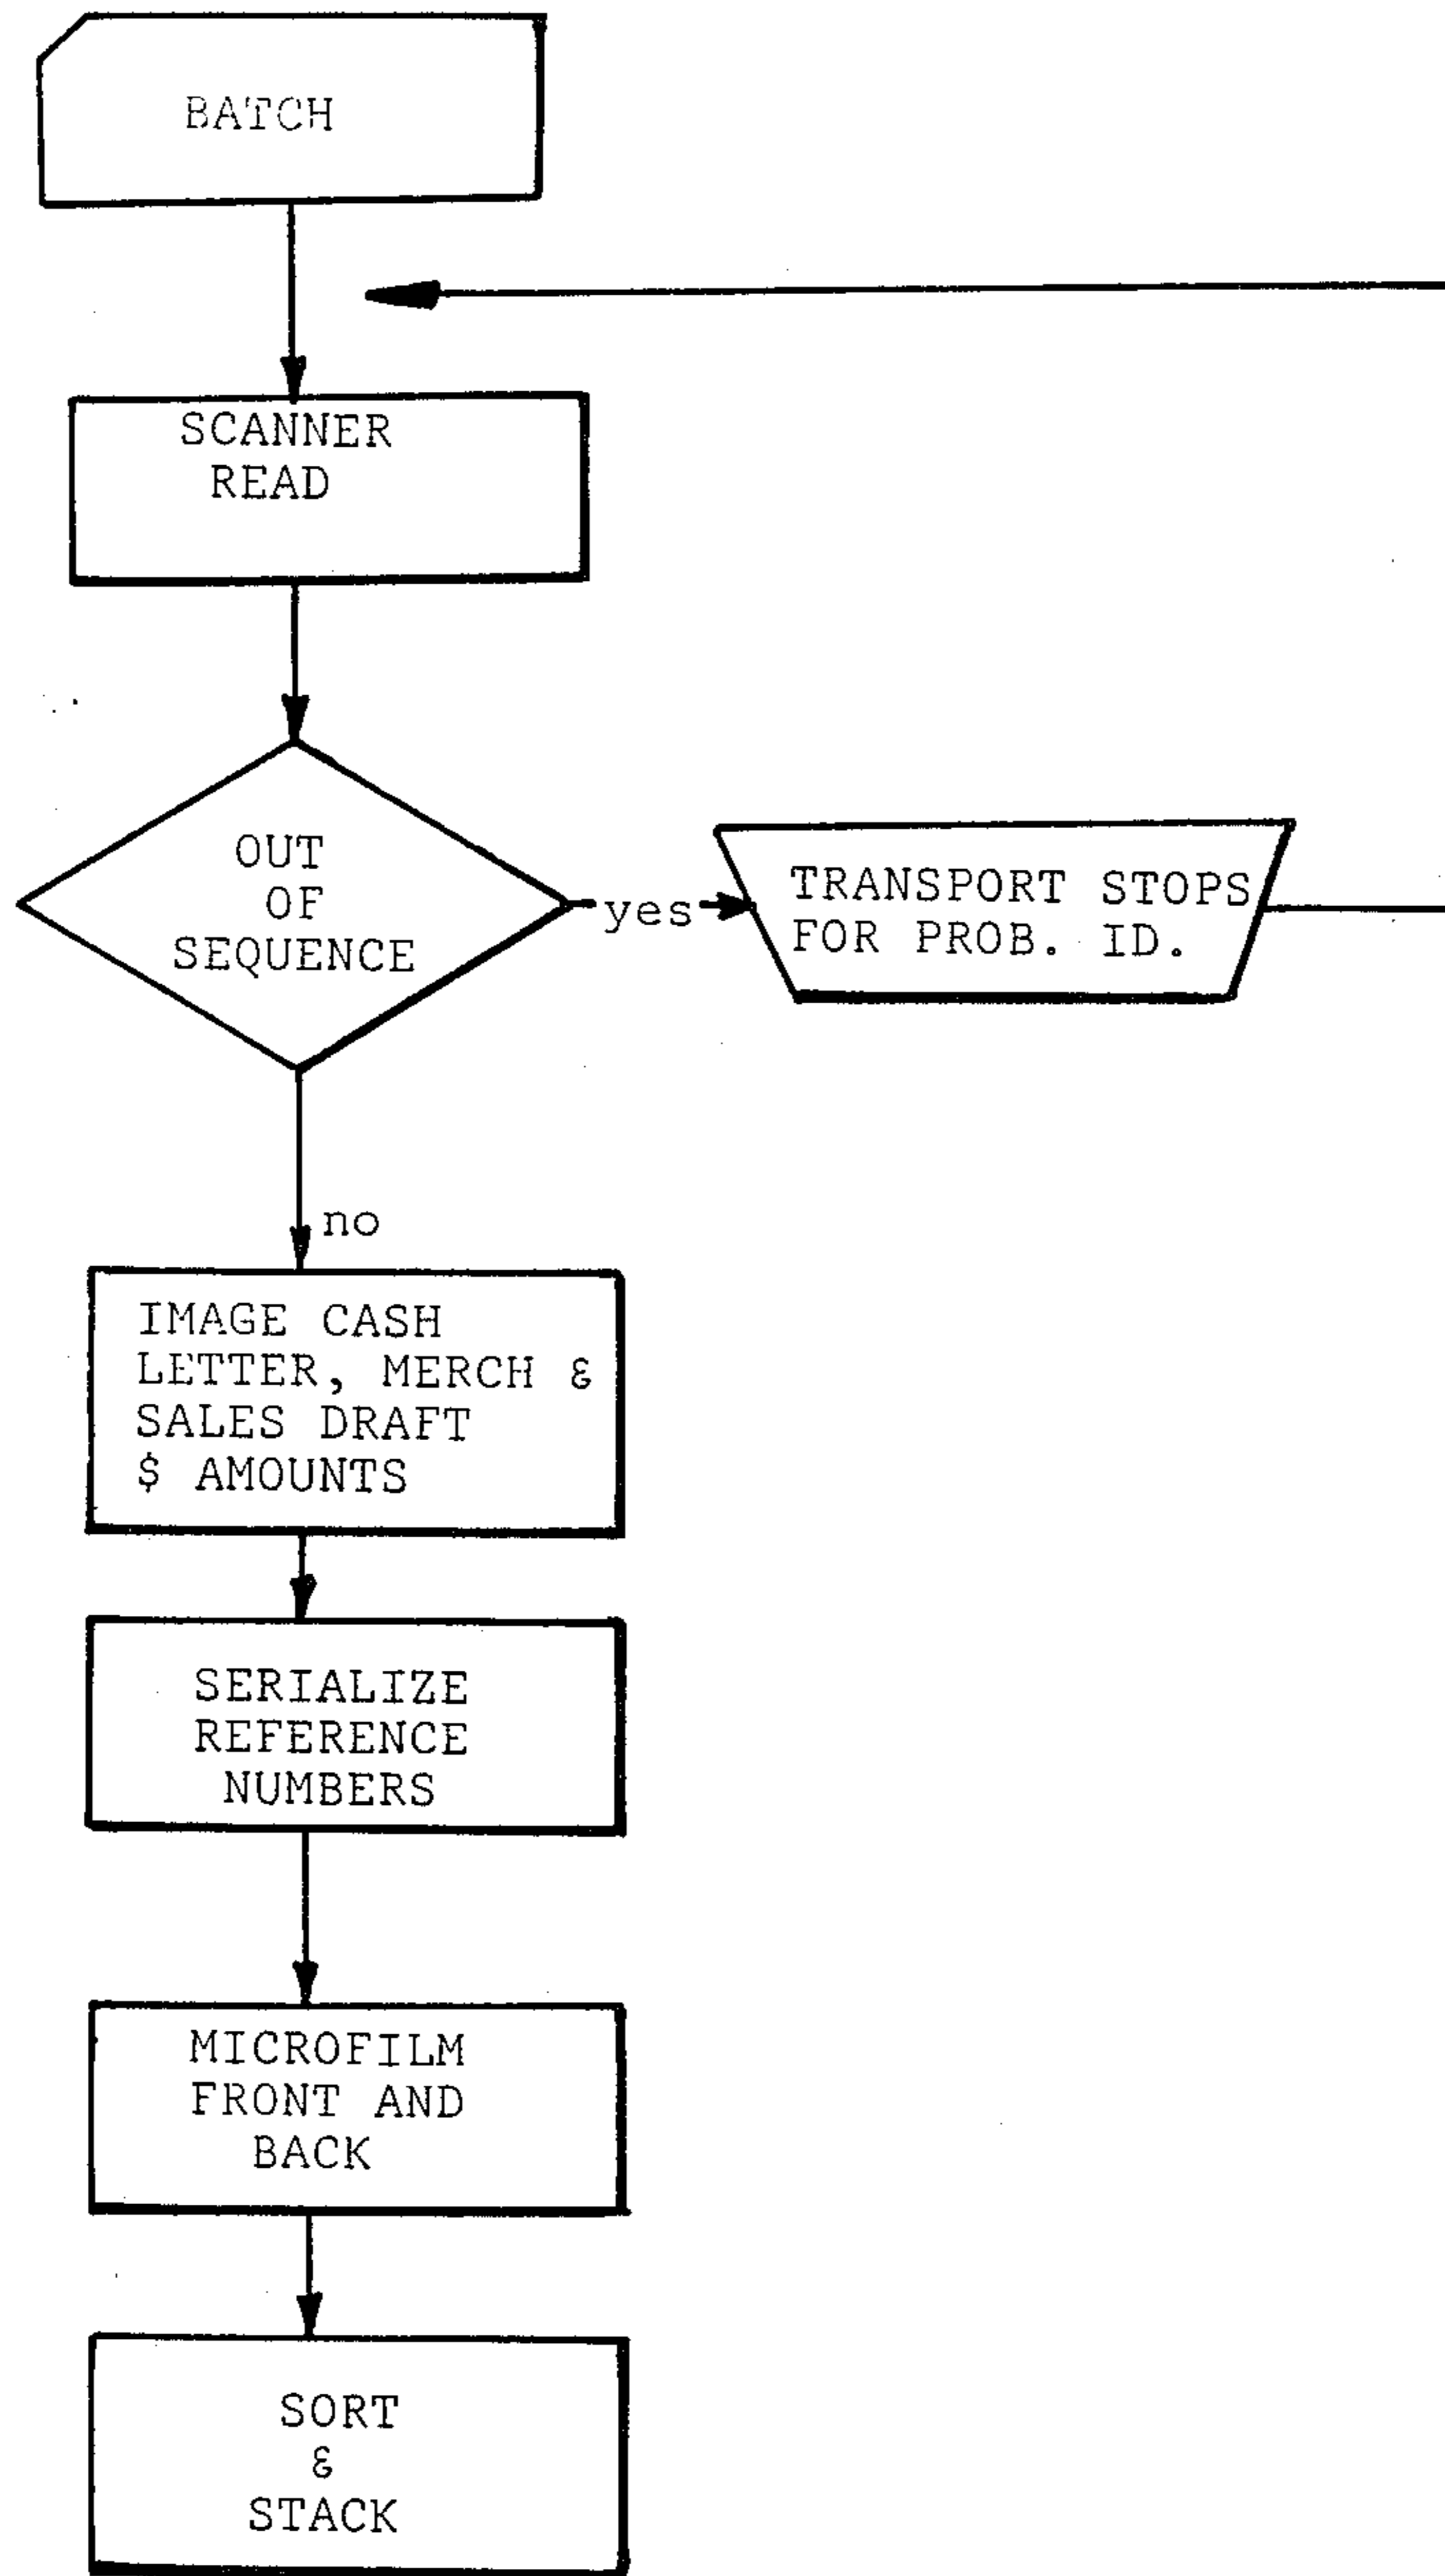 BATCH
SCANNER
READ
OUT
OF
SEQUENCE
yes
TRANSPORT STOPS
FOR PROB. ID.
no
IMAGE CASH
LETTER, MERCH &
SALES DRAFT
$ AMOUNTS
SERIALIZE
REFERENCE
NUMBERS
MICROFILM
FRONT AND
BACK
SORT
&
STACK